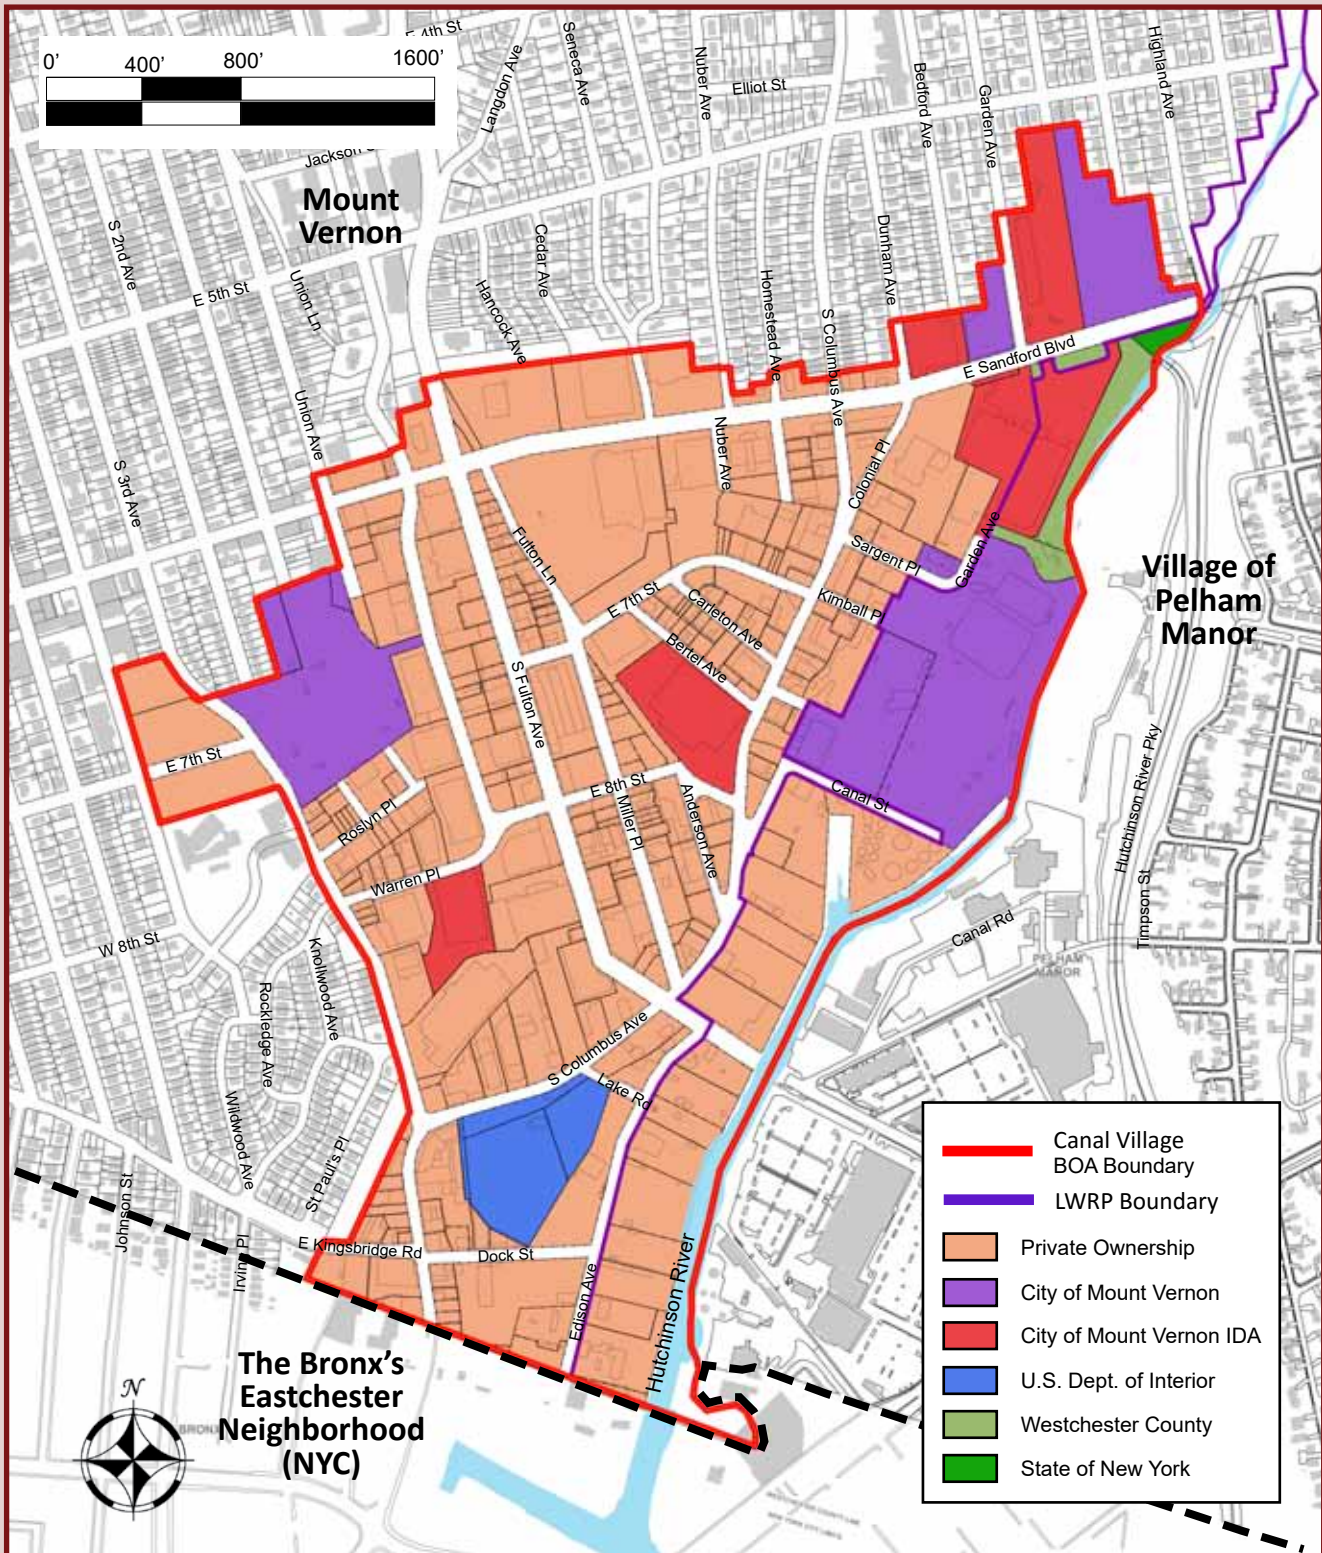 0’ 400’ 800’ 1600’
E 4th St
Langdon Ave
Seneca Ave
Nuber Ave
Elliot St
Bedford Ave
Garden Ave
Highland Ave
Mount
Vernon
S 2nd Ave
E 5th St
Union Ln
Hancock Ave
Cedar Ave
Homestead Ave
S Columbus Ave
Dunham Ave
E Sandford Blvd
Union Ave
S 3rd Ave
Nuber Ave
Colonial Pl
Fulton Ln
Sargent Pl
Garden Ave
Village of
Pelham
Manor
E 7th St
Carleton Ave
Kimball Pl
Bertel Ave
S Fulton Ave
E 7th St
E 8th St
Miller Pl
Anderson Ave
Canal St
Roslyn Pl
Warren Pl
Hutchinson River Pky
Timpson St
Canal Rd
PELHAM
MANOR
W 8th St
Knollwood Ave
Rockledge Ave
Wildwood Ave
St Paul's Pl
S Columbus Ave
Lake Rd
Johnson St
Irving Pl
E Kingsbridge Rd
Dock St
Edison Ave
Hutchinson River
The Bronx’s
Eastchester
Neighborhood
(NYC)
N
Canal Village
BOA Boundary
LWRP Boundary
Private Ownership
City of Mount Vernon
City of Mount Vernon IDA
U.S. Dept. of Interior
Westchester County
State of New York